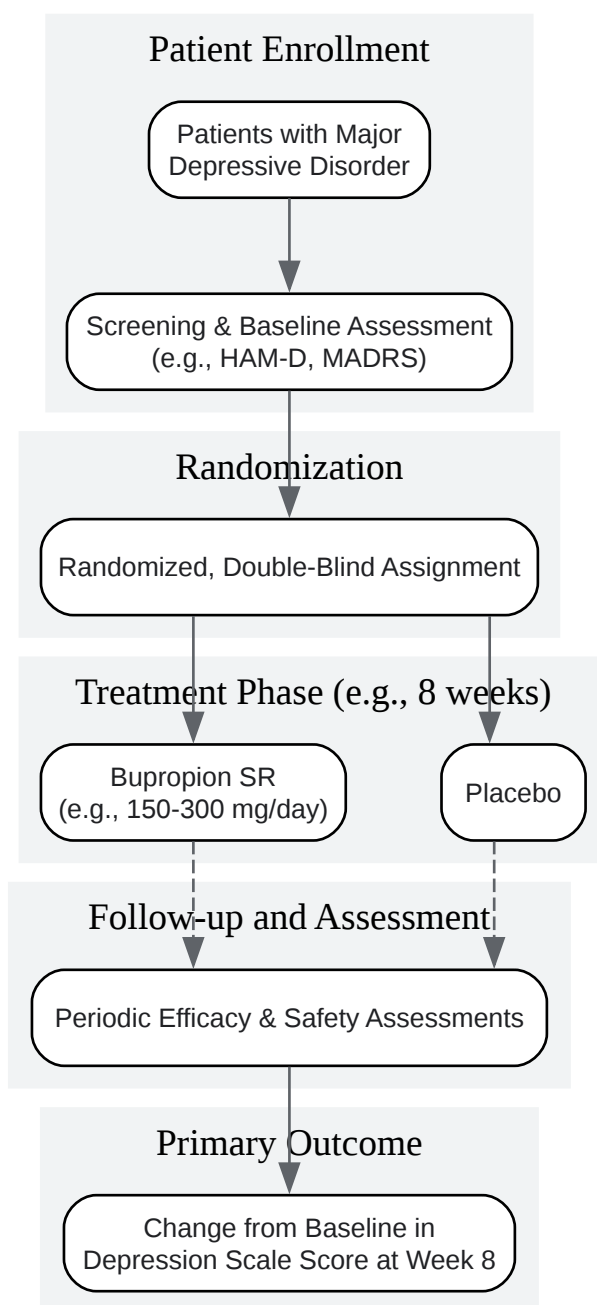 Patient Enrollment
Patients with Major
Depressive Disorder
Screening & Baseline Assessment
(e.g., HAM-D, MADRS)
Randomization
Randomized, Double-Blind Assignment
Treatment Phase (e.g., 8 weeks)
Bupropion SR
(e.g., 150-300 mg/day)
Placebo
Follow-up and Assessment
Periodic Efficacy & Safety Assessments
Primary Outcome
Change from Baseline in
Depression Scale Score at Week 8